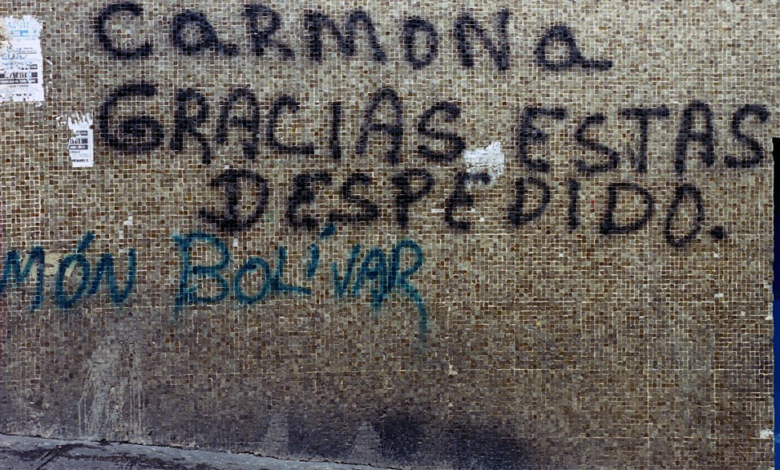 CaRMONa
GRACIAS ESTAS
DESPEDIDO.
MÓN BOLíVAR